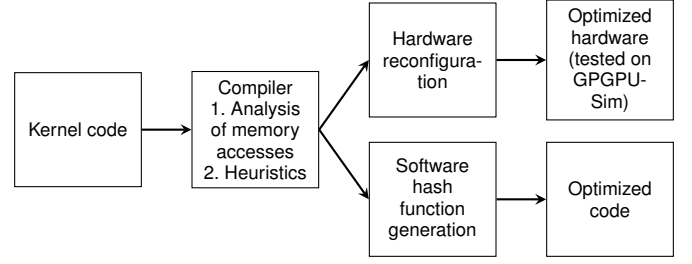 Kernel code
Compiler
1. Analysis
of memory
accesses
2. Heuristics
Hardware
reconfigura-
tion
Optimized
hardware
(tested on
GPGPU-
Sim)
Software
hash
function
generation
Optimized
code